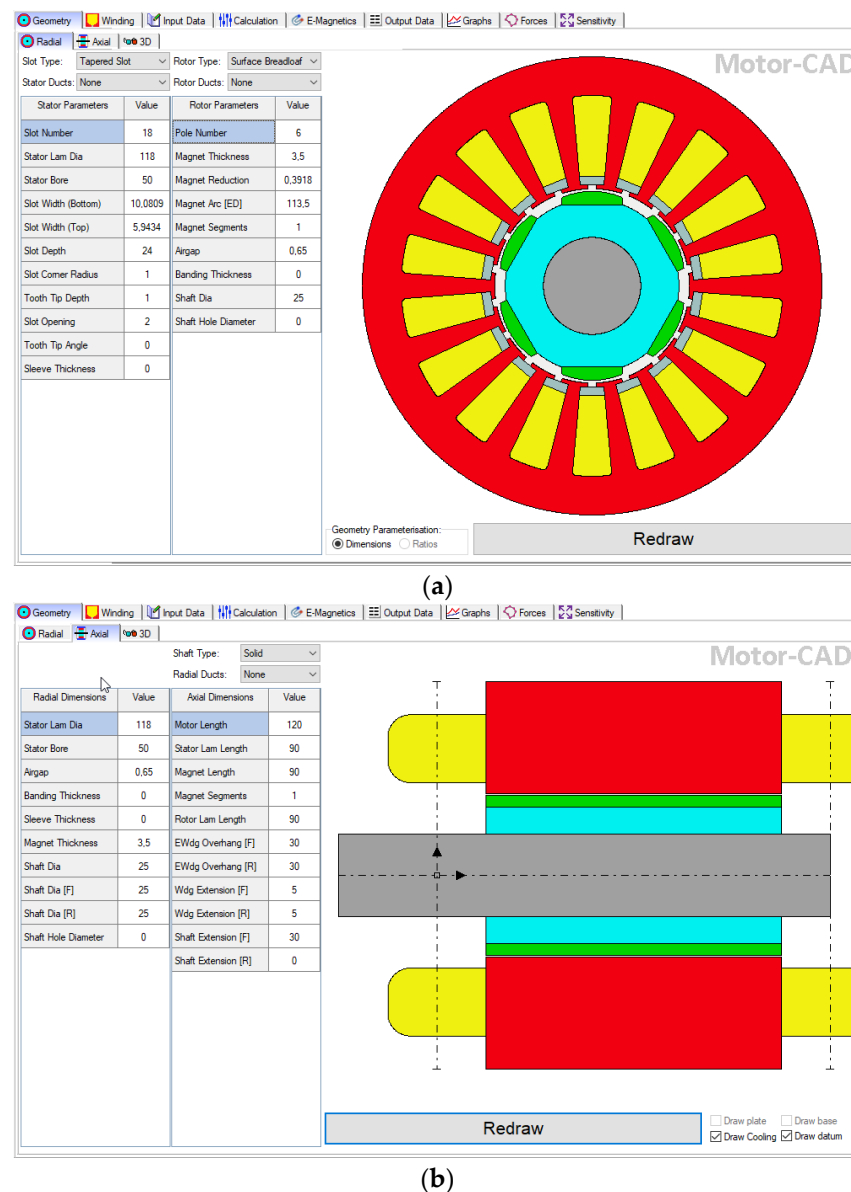 Geometry Winding Input Data Calculation E-Magnetics Output Data Graphs Forces Sensitivity
Radial Axial 3D
Slot Type: Tapered Slot Rotor Type: Surface Breadloaf
Stator Ducts: None Rotor Ducts: None
Motor-CAD
Stator Parameters Value Rotor Parameters Value
Slot Number 18 Pole Number 6
Stator Lam Dia 118 Magnet Thickness 3,5
Stator Bore 50 Magnet Reduction 0,3918
Slot Width (Bottom) 10,0809 Magnet Arc [ED] 113,5
Slot Width (Top) 5,9434 Magnet Segments 1
Slot Depth 24 Airgap 0,65
Slot Corner Radius 1 Banding Thickness 0
Tooth Tip Depth 1 Shaft Dia 25
Slot Opening 2 Shaft Hole Diameter 0
Tooth Tip Angle 0
Sleeve Thickness 0
Geometry Parameterisation:
Dimensions Ratios
Redraw
(a)
Geometry Winding Input Data Calculation E-Magnetics Output Data Graphs Forces Sensitivity
Radial Axial 3D
Shaft Type: Solid
Radial Ducts: None
Motor-CAD
Radial Dimensions Value Axial Dimensions Value
Stator Lam Dia 118 Motor Length 120
Stator Bore 50 Stator Lam Length 90
Airgap 0,65 Magnet Length 90
Banding Thickness 0 Magnet Segments 1
Sleeve Thickness 0 Rotor Lam Length 90
Magnet Thickness 3,5 EWdg Overhang [F] 30
Shaft Dia 25 EWdg Overhang [R] 30
Shaft Dia [F] 25 Wdg Extension [F] 5
Shaft Dia [R] 25 Wdg Extension [R] 5
Shaft Hole Diameter 0 Shaft Extension [F] 30
Shaft Extension [R] 0
Redraw
Draw plate Draw base
Draw Cooling Draw datum
(b)